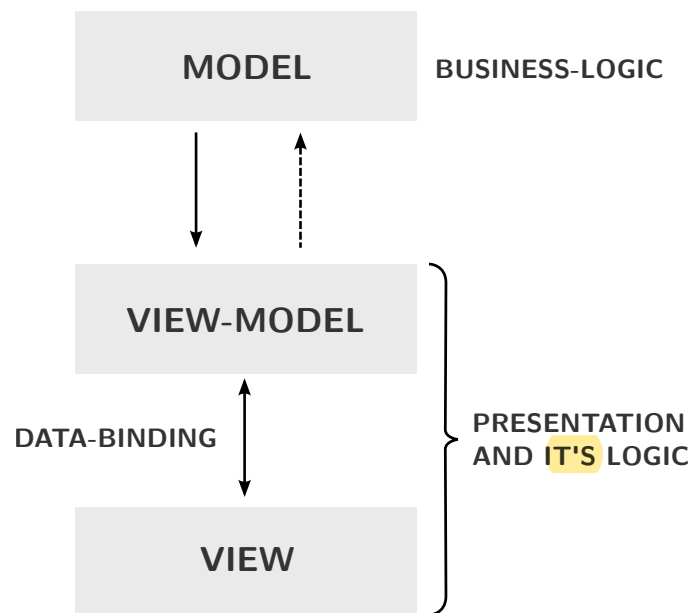 MODEL
BUSINESS-LOGIC
VIEW-MODEL
DATA-BINDING
PRESENTATION
AND IT'S LOGIC
VIEW